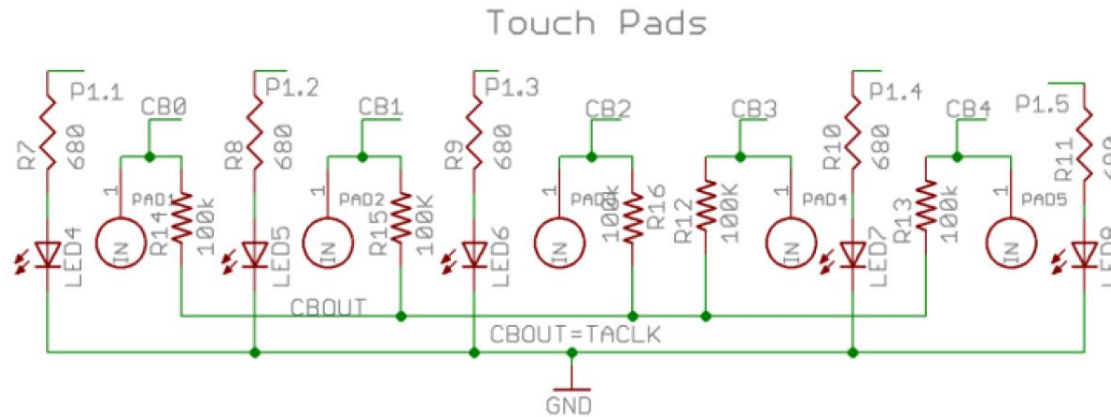 Touch Pads
P1.1
CB0
P1.2
CB1
P1.3
CB2
CB3
P1.4
CB4
P1.5
R7
680
R8
680
R9
680
R10
680
R11
680
1
PAD1
1
PAD2
1
1
PAD4
1
PAD5
R14
100k
R15
100K
100k
R16
R12
100K
R13
100k
IN
IN
IN
IN
IN
LED4
LED5
LED6
LED7
LED8
CBOUT
CBOUT=TACLK
GND